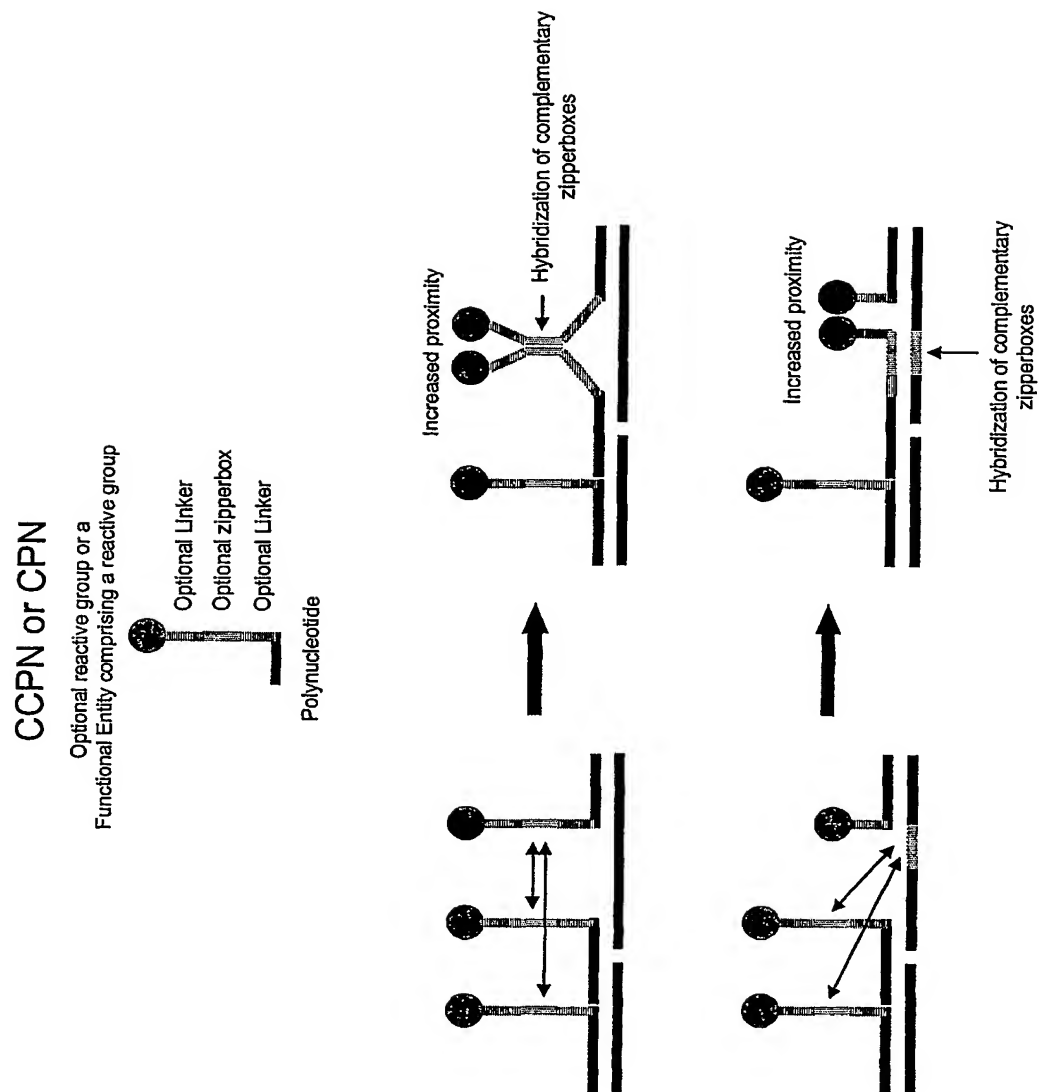 CCPN or CPN
Optional reactive group or a
Functional Entity comprising a reactive group
Optional Linker
Optional zipperbox
Optional Linker
Polynucleotide
Increased proximity
Hybridization of complementary
zipperboxes
Increased proximity
Hybridization of complementary
zipperboxes